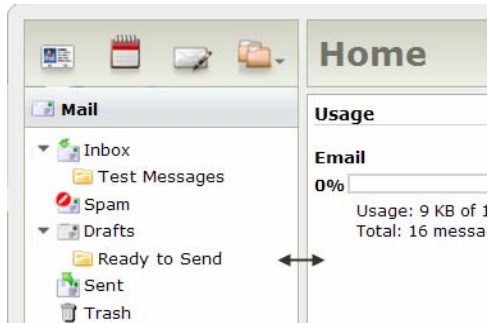 Home
Mail
Inbox
Test Messages
Spam
Drafts
Ready to Send
Sent
Trash
Usage
Email
0%
Usage: 9 KB of
Total: 16